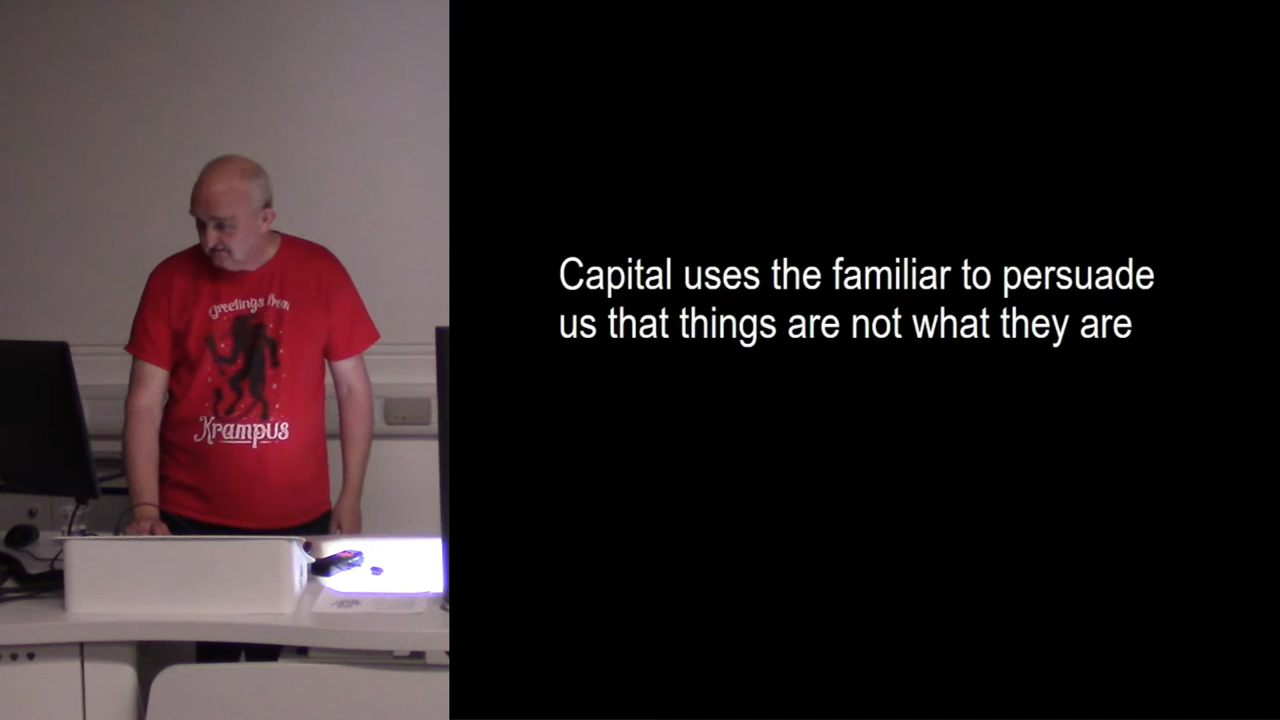 Greetings from
Krampus
Capital uses the familiar to persuade
us that things are not what they are